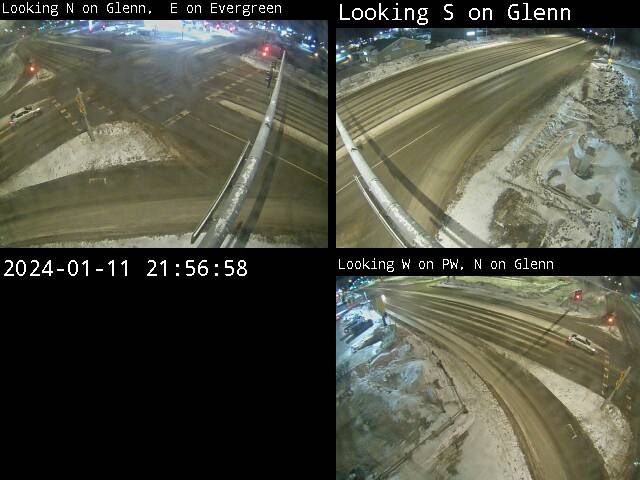 Looking N on Glenn,  E on Evergreen
Looking S on Glenn
2024-01-11 21:56:58
Looking W on PW, N on Glenn